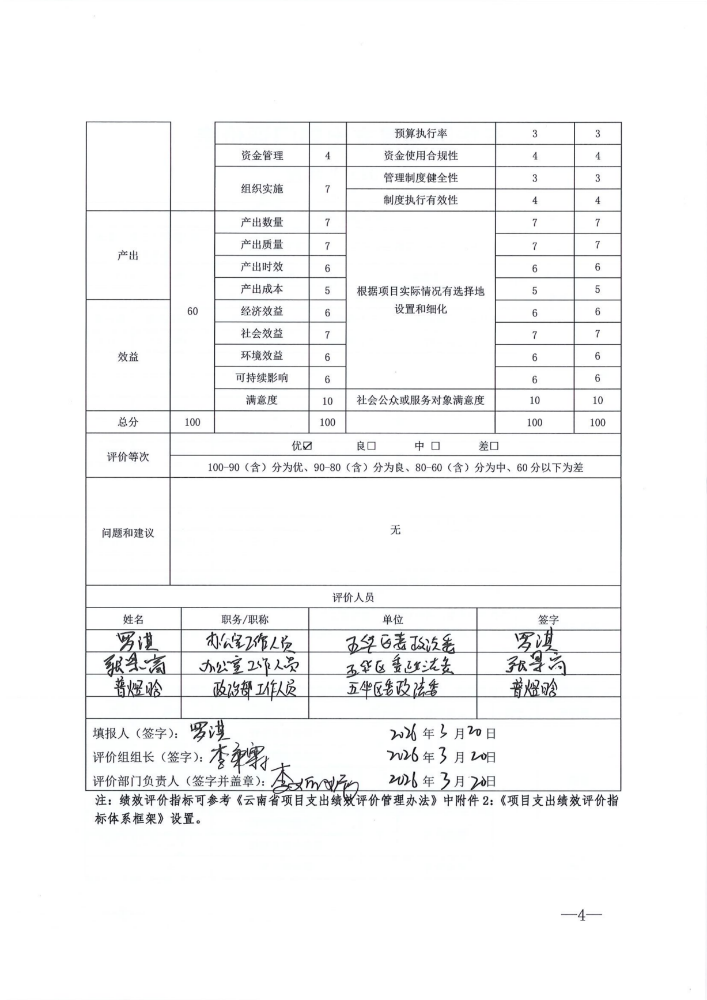 预算执行率 3 3
资金管理 4 资金使用合规性 4 4
组织实施 7 管理制度健全性 3 3
制度执行有效性 4 4
产出 60 产出数量 7 根据项目实际情况有选择地设置和细化 7 7
产出质量 7 7 7
产出时效 6 6 6
产出成本 5 5 5
效益 经济效益 6 6 6
社会效益 7 7 7
环境效益 6 6 6
可持续影响 6 6 6
满意度 10 社会公众或服务对象满意度 10 10
总分 100 100 100 100
评价等次 优☑ 良□ 中 □ 差□
100-90（含）分为优、90-80（含）分为良、80-60（含）分为中、60 分以下为差
问题和建议 无
评价人员
姓名 职务/职称 单位 签字
罗淇 办公室工作人员 五华区委政法委 罗淇
办公室工作人员 五华区委政法委
普煜晗 政治部工作人员 五华区委政法委 普煜晗
填报人（签字）：罗淇 2026 年 3 月 20 日
评价组组长（签字）： 2026 年 3 月 20日
评价部门负责人（签字并盖章）： 2026 年 3 月 20日
注：绩效评价指标可参考《云南省项目支出绩效评价管理办法》中附件 2：《项目支出绩效评价指
标体系框架》设置。
—4—